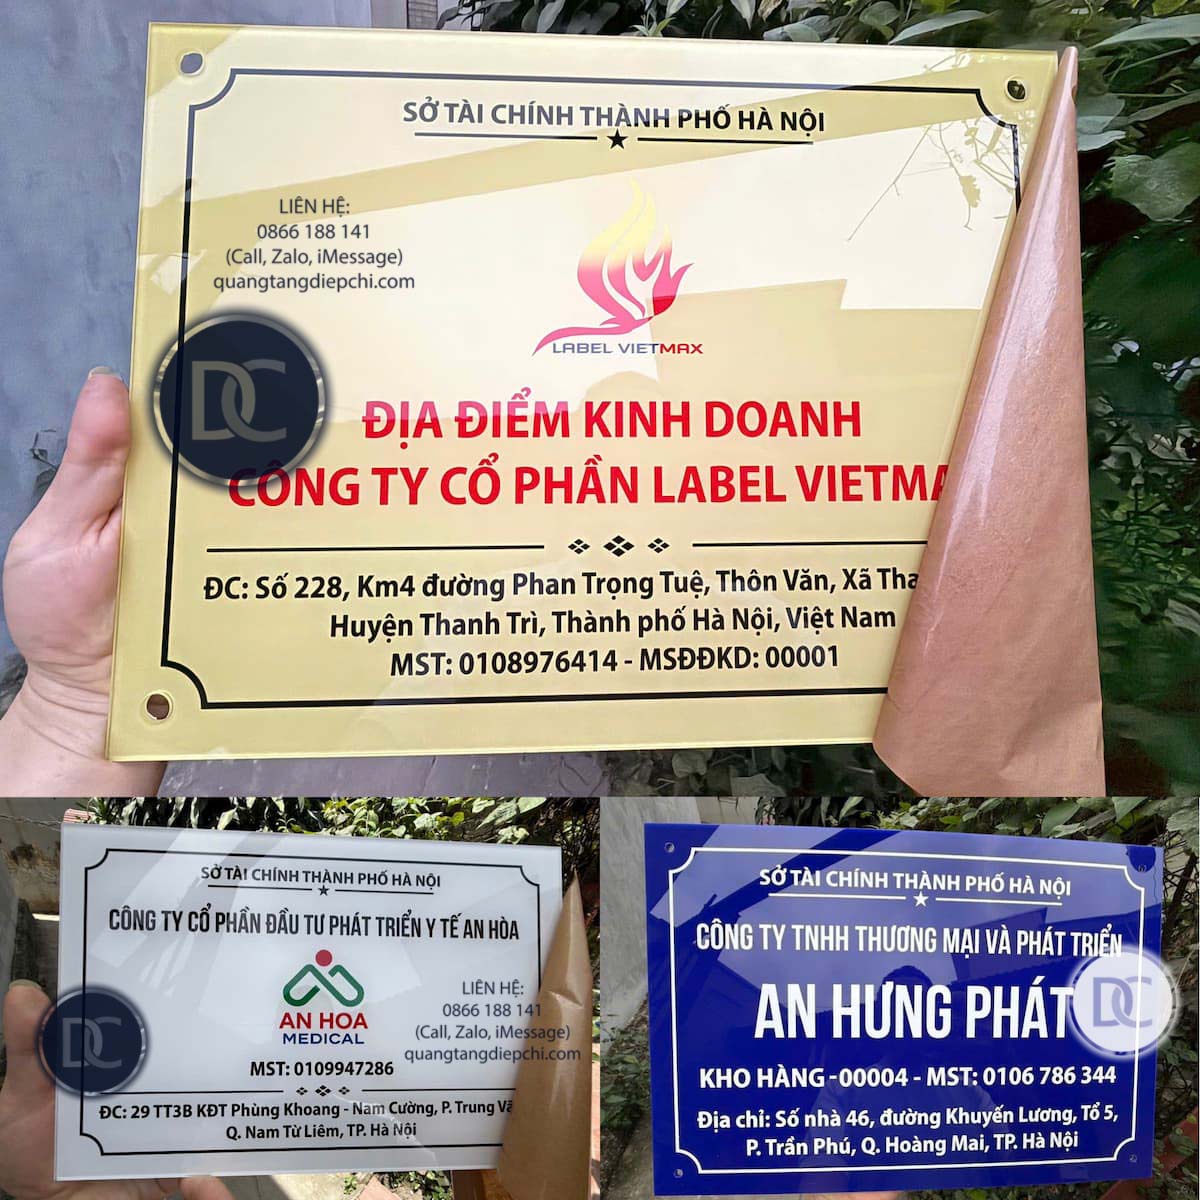 SỞ TÀI CHÍNH THÀNH PHỐ HÀ NỘI
LIÊN HỆ:
0866 188 141
(Call, Zalo, iMessage)
quangtangdiepchi.com
DC
LABEL VIETMAX
ĐỊA ĐIỂM KINH DOANH
CÔNG TY CỔ PHẦN LABEL VIETMA
ĐC: Số 228, Km4 đường Phan Trọng Tuệ, Thôn Văn, Xã Tha
Huyện Thanh Trì, Thành phố Hà Nội, Việt Nam
MST: 0108976414 - MSĐĐKD: 00001
SỞ TÀI CHÍNH THÀNH PHỐ HÀ NỘI
CÔNG TY CỔ PHẦN ĐẦU TƯ PHÁT TRIỂN Y TẾ AN HÒA
AN HOA
MEDICAL
LIÊN HỆ:
0866 188 141
(Call, Zalo, iMessage)
quangtangdiepchi.com
DC
MST: 0109947286
ĐC: 29 TT3B KĐT Phùng Khoang - Nam Cường, P. Trung Vă
Q. Nam Từ Liêm, TP. Hà Nội
SỞ TÀI CHÍNH THÀNH PHỐ HÀ NỘI
CÔNG TY TNHH THƯƠNG MẠI VÀ PHÁT TRIỂN
AN HƯNG PHÁT
DC
KHO HÀNG-00004 - MST: 0106 786 344
Địa chỉ: Số nhà 46, đường Khuyến Lương, Tổ 5,
P. Trần Phú, Q. Hoàng Mai, TP. Hà Nội